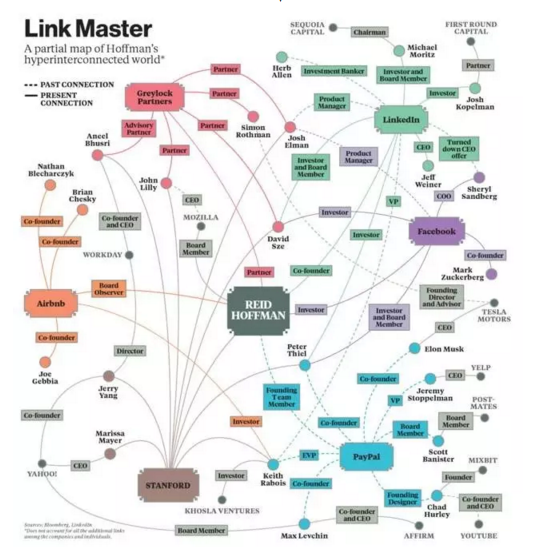 Link Master
A partial map of Hoffman's
hyperinterconnected world*
PAST CONNECTION
PRESENT
CONNECTION
SEQUOIA
CAPITAL
Chairman
Michael
Moritz
FIRST ROUND
CAPITAL
Partner
Josh
Kopelman
Herb
Allen
Investment Banker
Investor and
Board Member
Investor
Greylock
Partners
Partner
Partner
Partner
Advisory
Partner
Partner
Product
Manager
LinkedIn
Simon
Rothman
Josh
Elman
Aneel
Bhusri
Product
Manager
CEO
Turned
down CEO
offer
Investor
and Board
Member
Jeff
Weiner
Sheryl
Sandberg
COO
Nathan
Blecharczyk
Brian
Chesky
John
Lilly
CEO
MOZILLA
VP
Investor
Co-founder
Co-founder
Co-founder
and CEO
Board
Member
David
Sze
Investor
Facebook
WORKDAY
Co-founder
Mark
Zuckerberg
Partner
Co-founder
Board
Observer
Airbnb
REID
HOFFMAN
Investor
Investor
and Board
Member
Founding
Director
and Advisor
TESLA
MOTORS
CEO
Co-founder
Director
Peter
Thiel
Elon Musk
Joe
Gebbia
Jerry
Yang
Founding
Team
Member
Co-founder
VP
Jeremy
Stoppelman
CEO
YELP
Co-founder
Investor
Co-founder
Board
Member
Board
Member
POST-
MATES
Scott
Banister
Marissa
Mayer
CEO
YAHOO!
EVP
PayPal
MIXBIT
Founder
STANFORD
Investor
Keith
Rabois
Co-founder
Founding
Designer
Chad
Hurley
Co-founder
and CEO
KHOSLA VENTURES
Co-founder
and CEO
Board Member
Max Levchin
AFFIRM
YOUTUBE
Sources: Bloomberg, LinkedIn
*Does not account for all the additional links
among the companies and individuals.